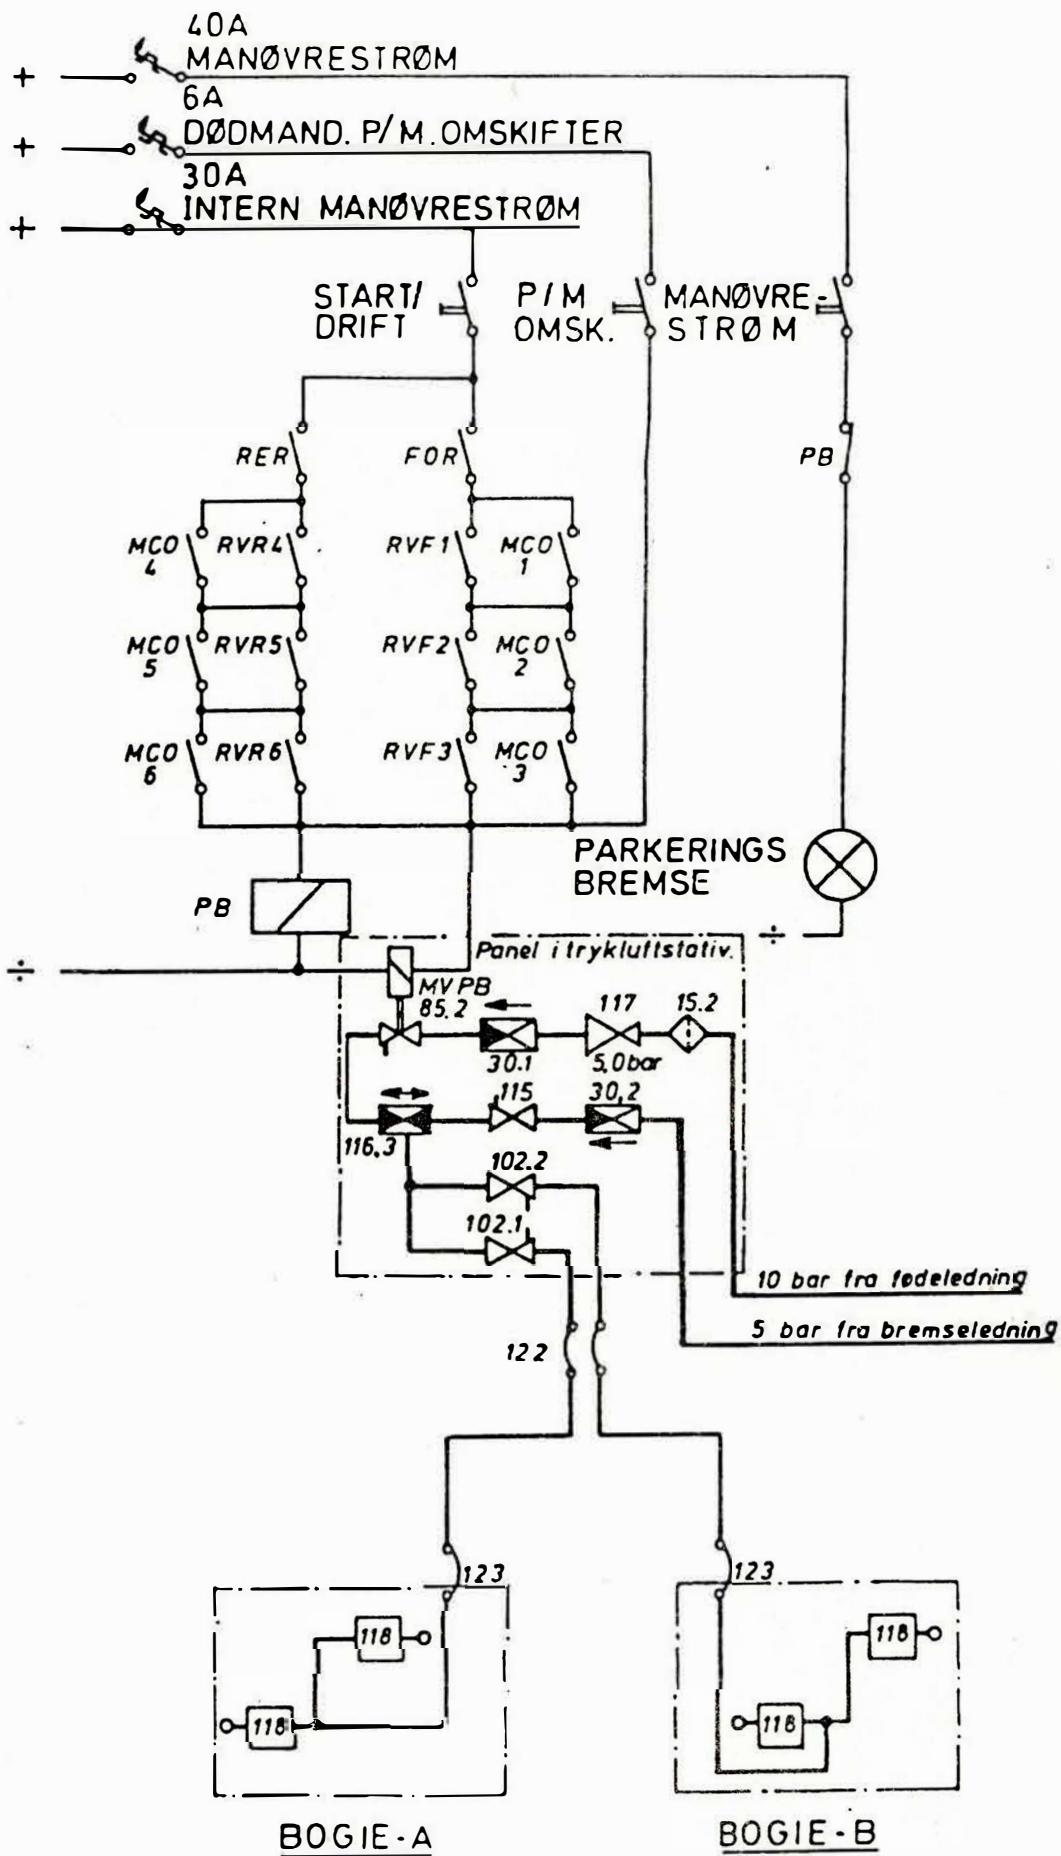 40A
MANØVRESTRØM
+
6A
DØDMAND. P/M. OMSKIFTER
+
30A
INTERN MANØVRESTRØM
+
START/
DRIFT
P/M
OMSK.
MANØVRE-
STRØM
RER
FOR
PB
MCO
4
RVR4
RVF1
MCO
1
MCO
5
RVR5
RVF2
MCO
2
MCO
6
RVR6
RVF3
MCO
3
PARKERINGS
BREMSE
PB
÷
÷
Panel i trykluftstativ.
MVPB
85.2
117
15.2
30.1
5,0bar
115
30,2
116.3
102.2
102.1
10 bar fra fødeledning
5 bar fra bremseledning
122
123
123
118
118
118
118
BOGIE-A
BOGIE-B